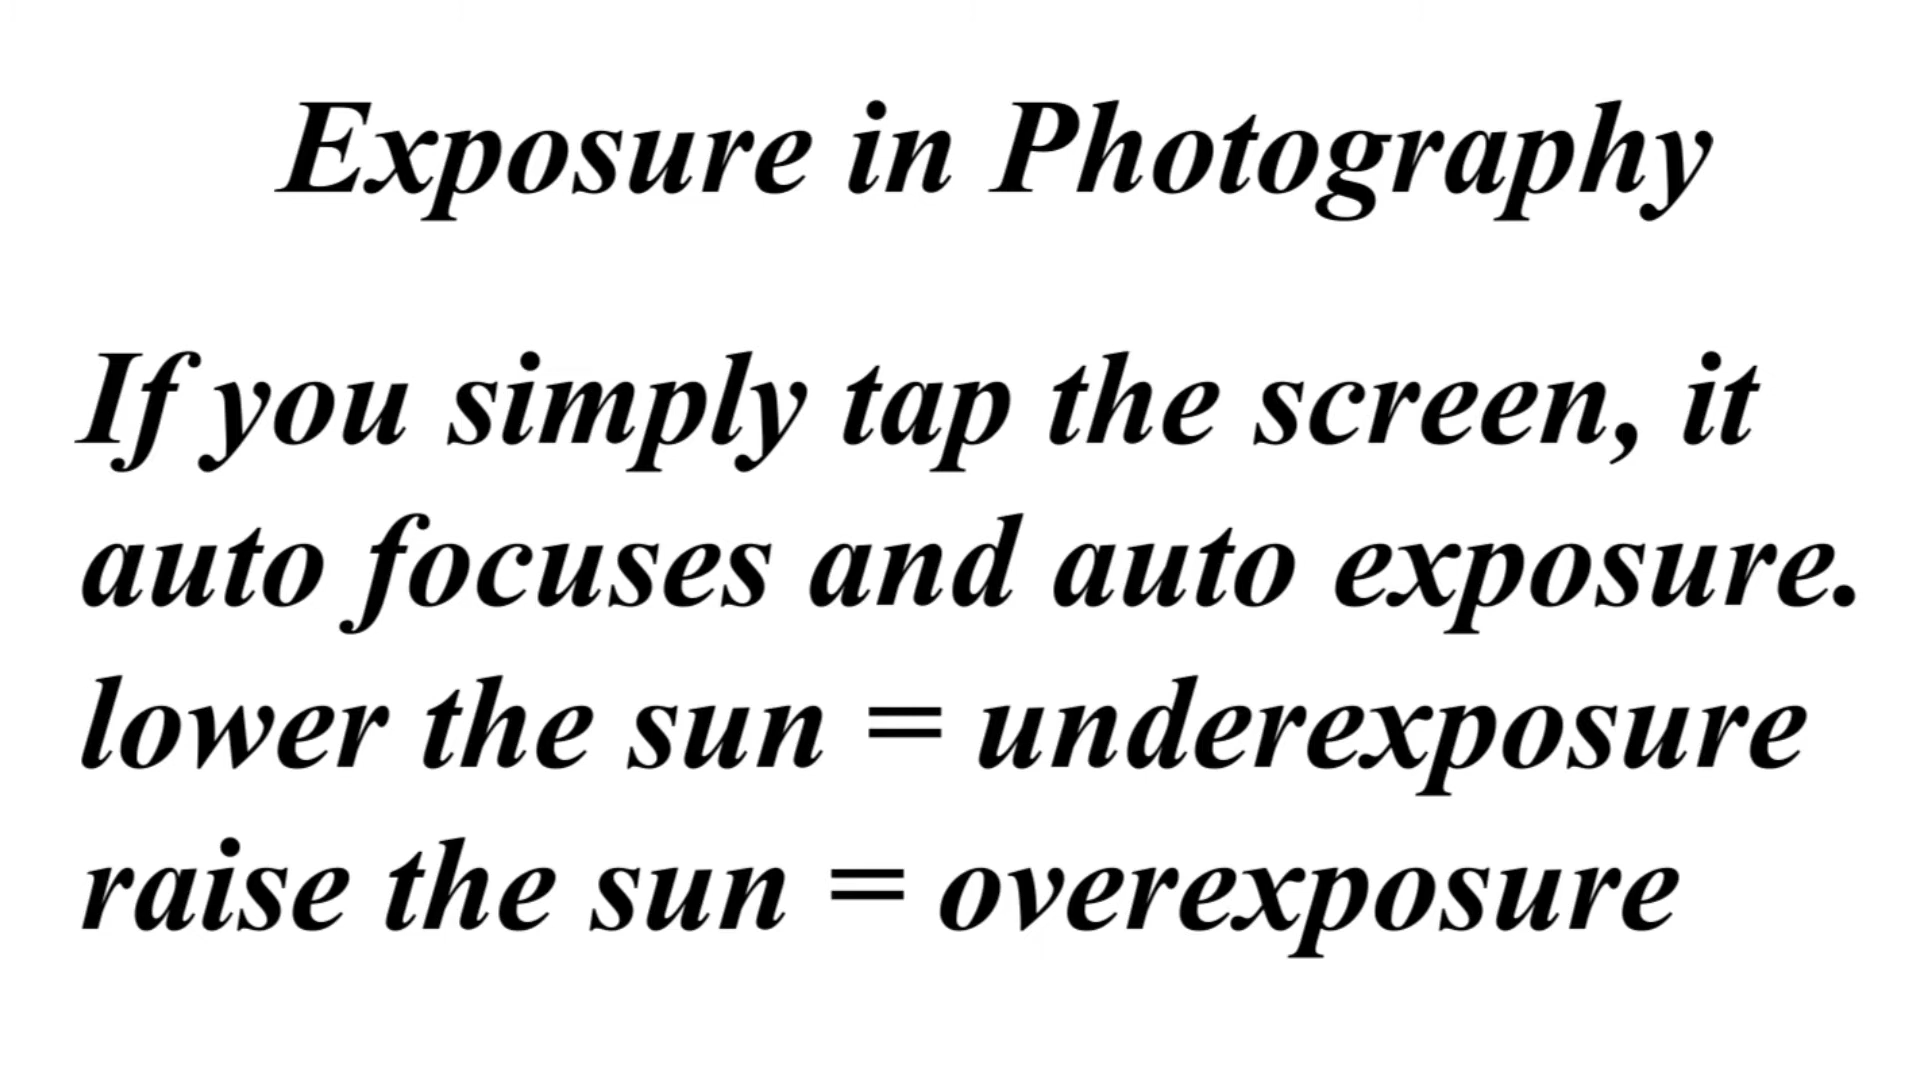 Exposure in Photography
If you simply tap the screen, it
auto focuses and auto exposure.
lower the sun = underexposure
raise the sun = overexposure